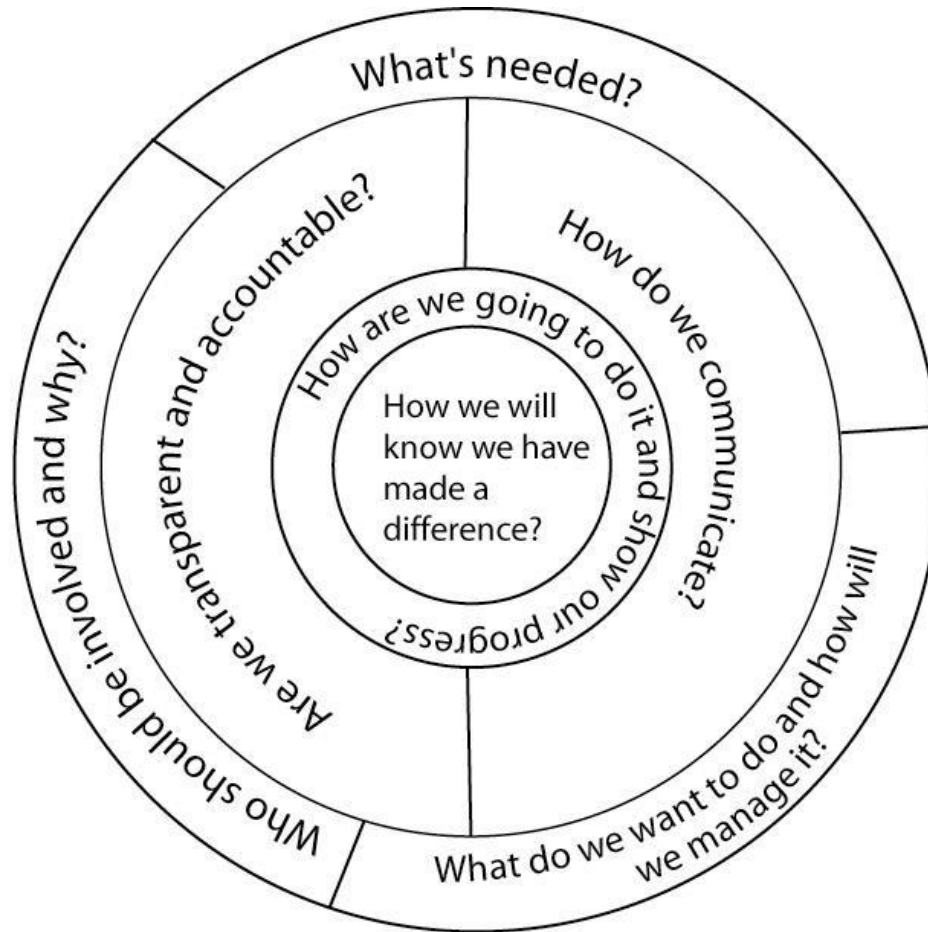 What's needed?
How do we communicate?
Are we transparent and accountable?
Who should be involved and why?
How are we going to do it and show our progress?
How we will
know we have
made a
difference?
What do we want to do and how will
we manage it?